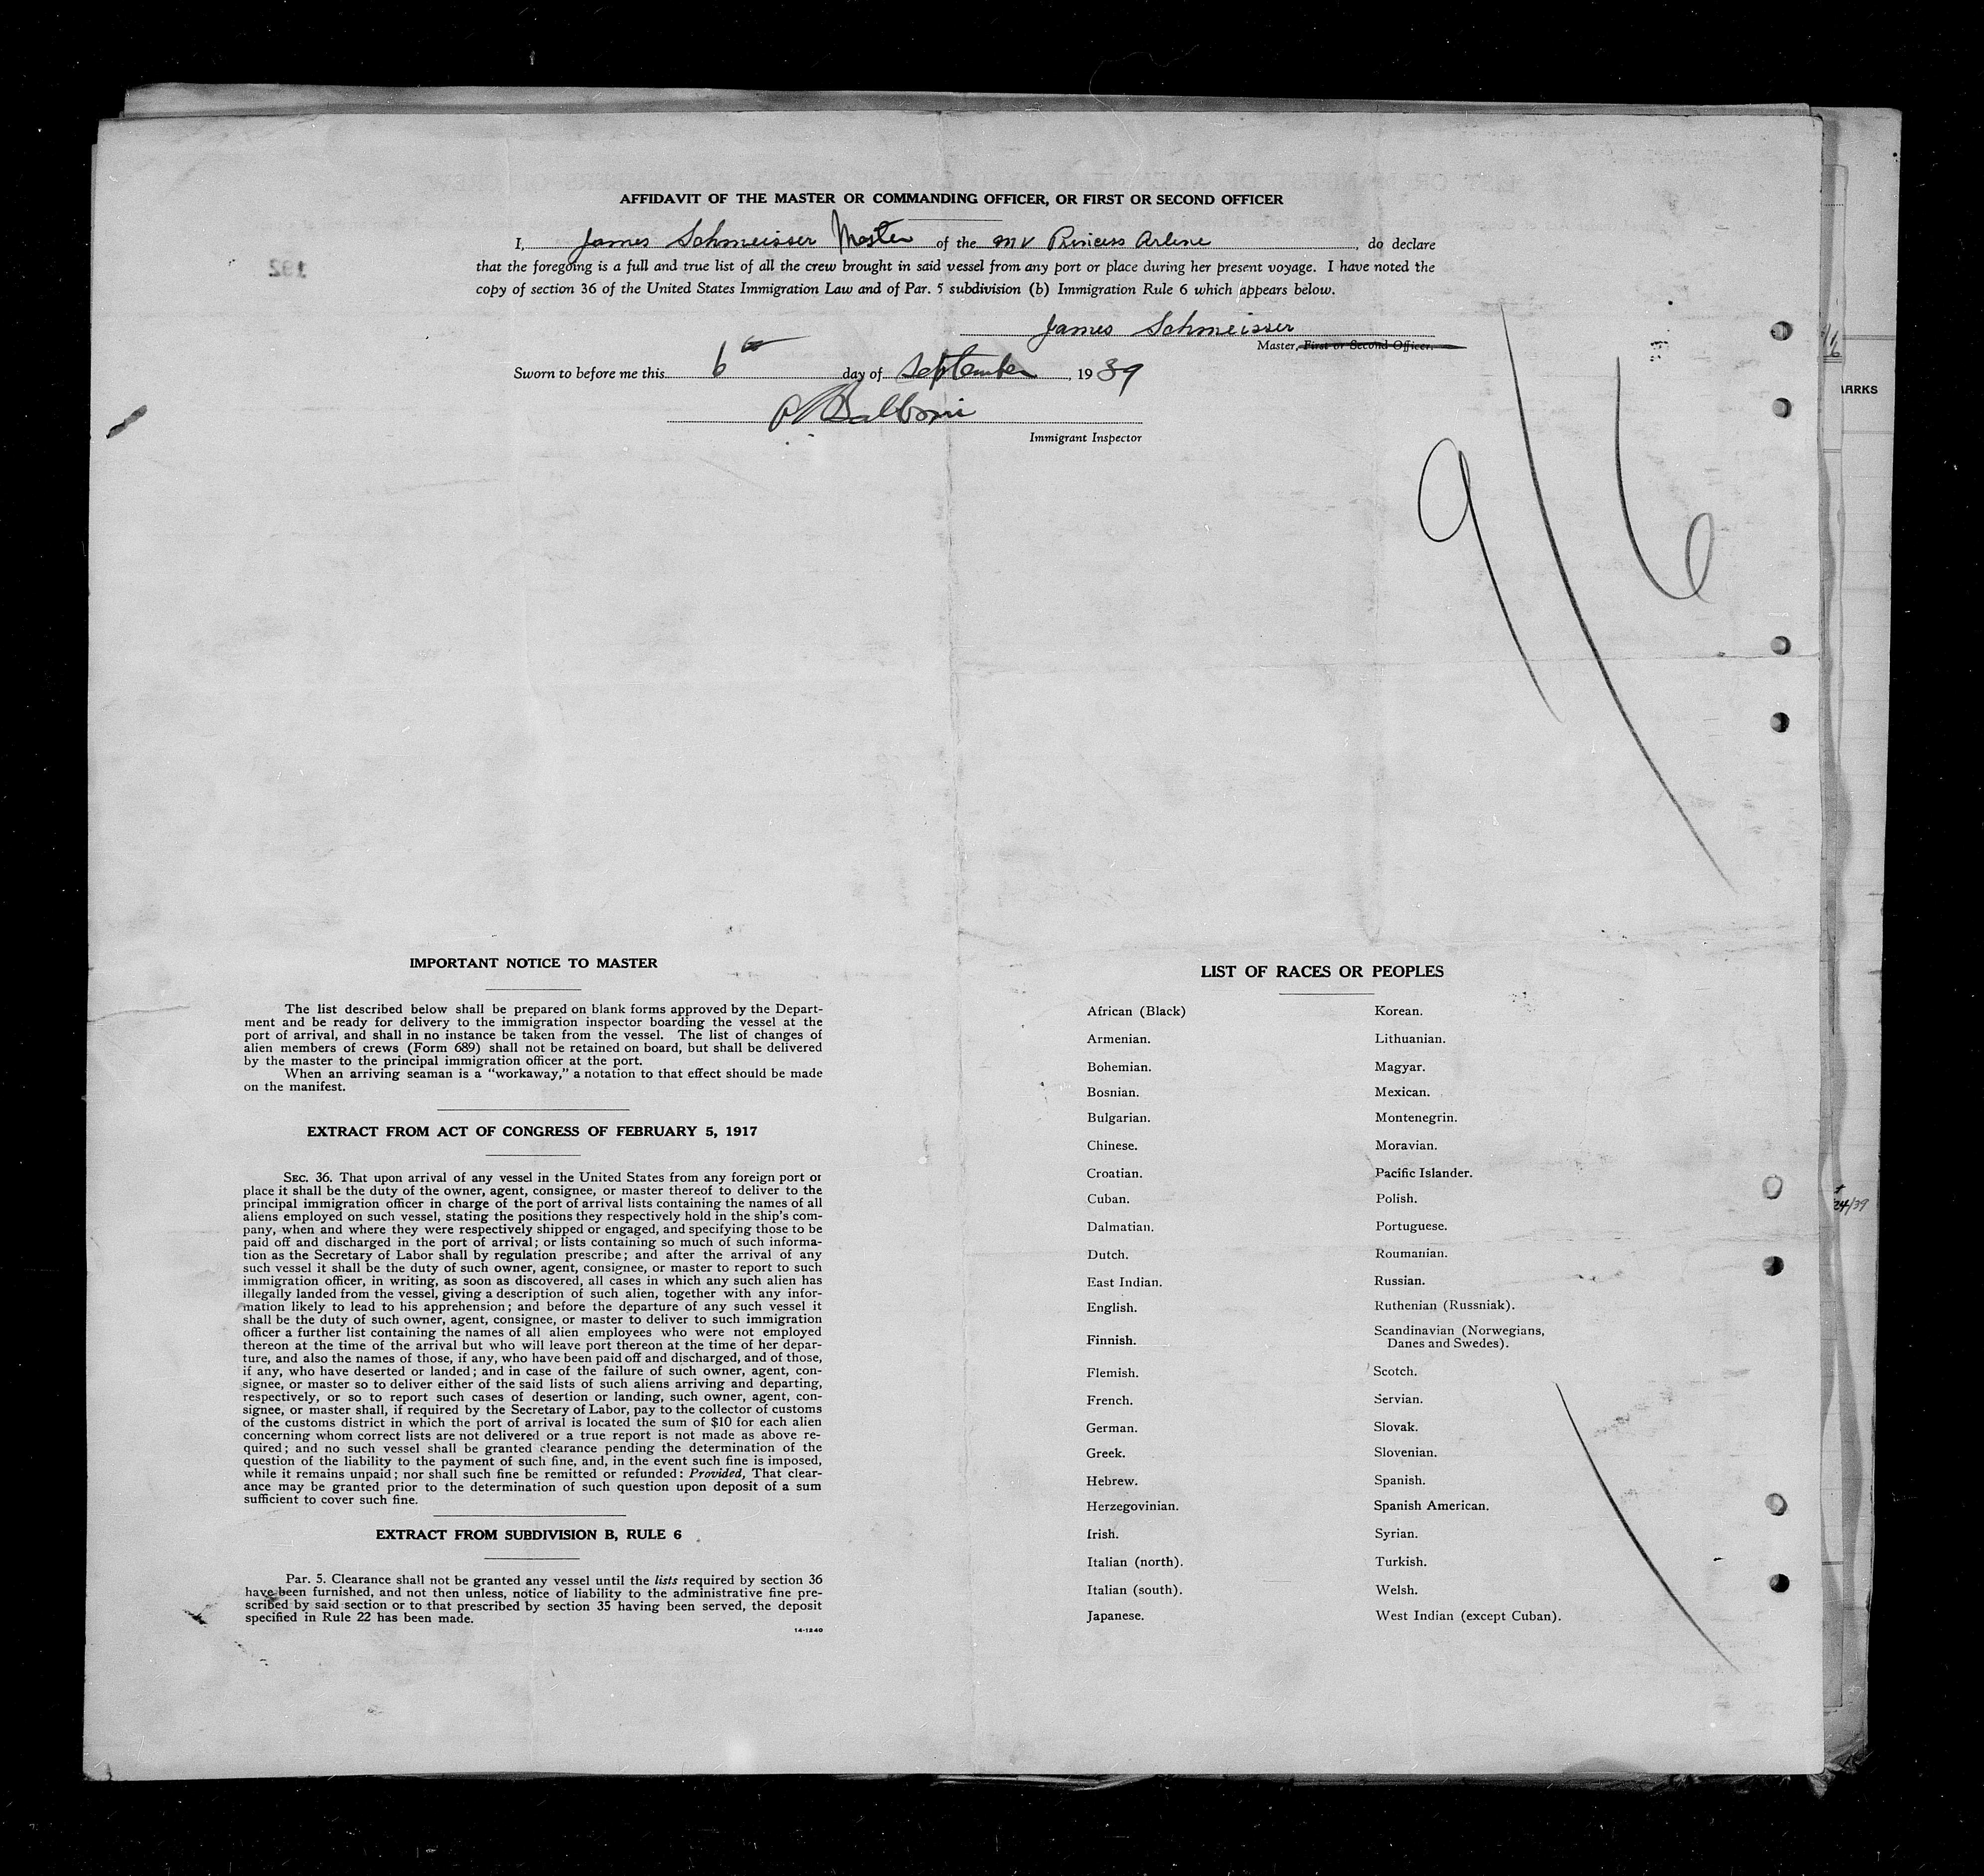 AFFIDAVIT OF THE MASTER OR COMMANDING OFFICER, OR FIRST OR SECOND OFFICER
I, James Schmeisser Master of the MV Princess Arlene, do declare
that the foregoing is a full and true list of all the crew brought in said vessel from any port or place during her present voyage. I have noted the
copy of section 36 of the United States Immigration Law and of Par. 5 subdivision (b) Immigration Rule 6 which appears below.
192
James Schmeisser
Master, First or Second Officer.
Sworn to before me this 6th day of September, 1939
Balboni
Immigrant Inspector
9/6
ARKS
24/39
IMPORTANT NOTICE TO MASTER
The list described below shall be prepared on blank forms approved by the Depart-
ment and be ready for delivery to the immigration inspector boarding the vessel at the
port of arrival, and shall in no instance be taken from the vessel. The list of changes of
alien members of crews (Form 689) shall not be retained on board, but shall be delivered
by the master to the principal immigration officer at the port.
When an arriving seaman is a "workaway," a notation to that effect should be made
on the manifest.
EXTRACT FROM ACT OF CONGRESS OF FEBRUARY 5, 1917
SEC. 36. That upon arrival of any vessel in the United States from any foreign port or
place it shall be the duty of the owner, agent, consignee, or master thereof to deliver to the
principal immigration officer in charge of the port of arrival lists containing the names of all
aliens employed on such vessel, stating the positions they respectively hold in the ship's com-
pany, when and where they were respectively shipped or engaged, and specifying those to be
paid off and discharged in the port of arrival; or lists containing so much of such informa-
tion as the Secretary of Labor shall by regulation prescribe; and after the arrival of any
such vessel it shall be the duty of such owner, agent, consignee, or master to report to such
immigration officer, in writing, as soon as discovered, all cases in which any such alien has
illegally landed from the vessel, giving a description of such alien, together with any infor-
mation likely to lead to his apprehension; and before the departure of any such vessel it
shall be the duty of such owner, agent, consignee, or master to deliver to such immigration
officer a further list containing the names of all alien employees who were not employed
thereon at the time of the arrival but who will leave port thereon at the time of her depar-
ture, and also the names of those, if any, who have been paid off and discharged, and of those,
if any, who have deserted or landed; and in case of the failure of such owner, agent, con-
signee, or master so to deliver either of the said lists of such aliens arriving and departing,
respectively, or so to report such cases of desertion or landing, such owner, agent, con-
signee, or master shall, if required by the Secretary of Labor, pay to the collector of customs
of the customs district in which the port of arrival is located the sum of $10 for each alien
concerning whom correct lists are not delivered or a true report is not made as above re-
quired; and no such vessel shall be granted clearance pending the determination of the
question of the liability to the payment of such fine, and, in the event such fine is imposed,
while it remains unpaid; nor shall such fine be remitted or refunded: Provided, That clear-
ance may be granted prior to the determination of such question upon deposit of a sum
sufficient to cover such fine.
EXTRACT FROM SUBDIVISION B, RULE 6
Par. 5. Clearance shall not be granted any vessel until the lists required by section 36
have been furnished, and not then unless, notice of liability to the administrative fine pre-
scribed by said section or to that prescribed by section 35 having been served, the deposit
specified in Rule 22 has been made.
14-1240
LIST OF RACES OR PEOPLES
African (Black)
Armenian.
Bohemian.
Bosnian.
Bulgarian.
Chinese.
Croatian.
Cuban.
Dalmatian.
Dutch.
East Indian.
English.
Finnish.
Flemish.
French.
German.
Greek.
Hebrew.
Herzegovinian.
Irish.
Italian (north).
Italian (south).
Japanese.
Korean.
Lithuanian.
Magyar.
Mexican.
Montenegrin.
Moravian.
Pacific Islander.
Polish.
Portuguese.
Roumanian.
Russian.
Ruthenian (Russniak).
Scandinavian (Norwegians,
Danes and Swedes).
Scotch.
Servian.
Slovak.
Slovenian.
Spanish.
Spanish American.
Syrian.
Turkish.
Welsh.
West Indian (except Cuban).